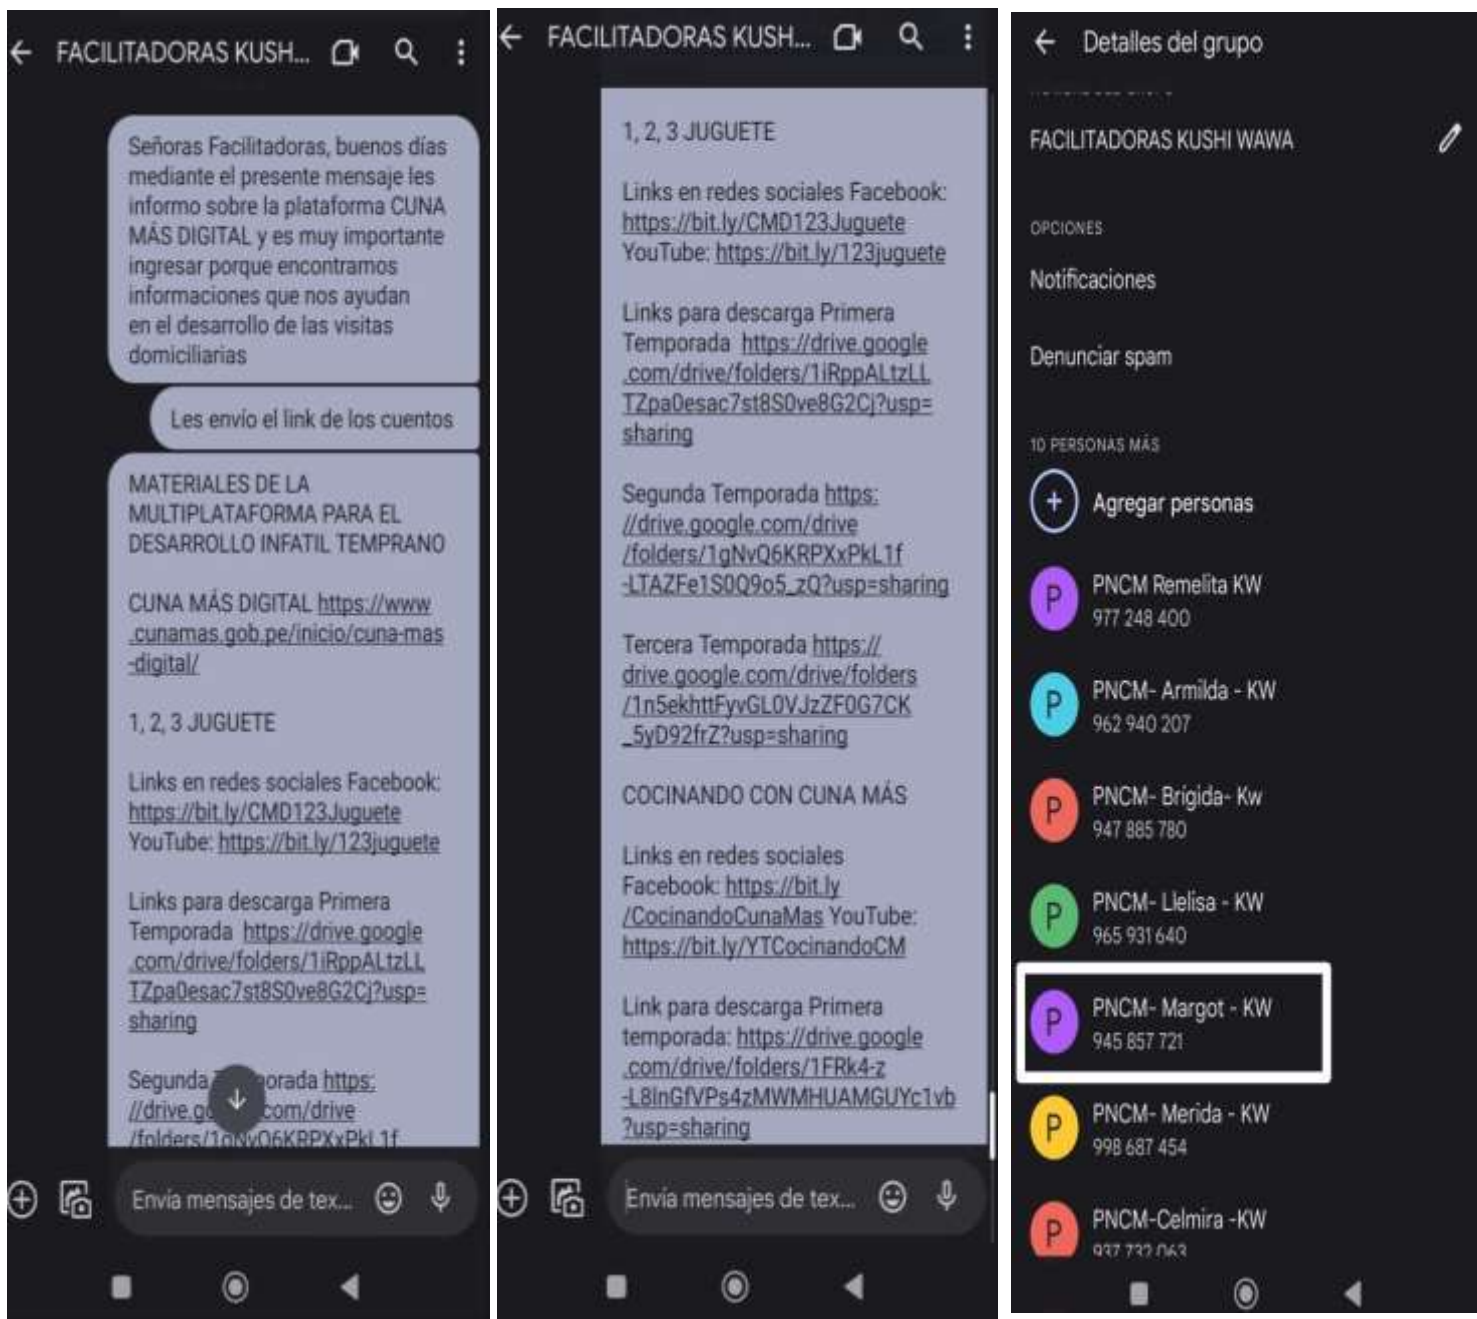 FACILITADORAS KUSH...
Señoras Facilitadoras, buenos días
mediante el presente mensaje les
informo sobre la plataforma CUNA
MÁS DIGITAL y es muy importante
ingresar porque encontramos
informaciones que nos ayudan
en el desarrollo de las visitas
domiciliarias
Les envío el link de los cuentos
MATERIALES DE LA
MULTIPLATAFORMA PARA EL
DESARROLLO INFATIL TEMPRANO
CUNA MÁS DIGITAL https://www
.cunamas.gob.pe/inicio/cuna-mas
-digital/
1, 2, 3 JUGUETE
Links en redes sociales Facebook:
https://bit.ly/CMD123Juguete
YouTube: https://bit.ly/123juguete
Links para descarga Primera
Temporada https://drive.google
.com/drive/folders/1iRppALtzLL
TZpa0esac7st8S0ve8G2Cj?usp=
sharing
Segunda orada https:
//drive.go com/drive
/folders/1gNvQ6KRPXxPkL1f
Envía mensajes de tex...
FACILITADORAS KUSH...
1, 2, 3 JUGUETE
Links en redes sociales Facebook:
https://bit.ly/CMD123Juguete
YouTube: https://bit.ly/123juguete
Links para descarga Primera
Temporada https://drive.google
.com/drive/folders/1iRppALtzLL
TZpa0esac7st8S0ve8G2Cj?usp=
sharing
Segunda Temporada https:
//drive.google.com/drive
/folders/1gNvQ6KRPXxPkL1f
-LTAZFe1S0Q9o5_zQ?usp=sharing
Tercera Temporada https://
drive.google.com/drive/folders
/1n5ekhttFyvGL0VJzZF0G7CK
_5yD92frZ?usp=sharing
COCINANDO CON CUNA MÁS
Links en redes sociales
Facebook: https://bit.ly
/CocinandoCunaMas YouTube:
https://bit.ly/YTCocinandoCM
Link para descarga Primera
temporada: https://drive.google
.com/drive/folders/1FRk4-z
-L8InGfVPs4zMWMHUAMGUYc1vb
?usp=sharing
Envía mensajes de tex...
Detalles del grupo
FACILITADORAS KUSHI WAWA
OPCIONES
Notificaciones
Denunciar spam
10 PERSONAS MÁS
+ Agregar personas
P PNCM Remelita KW
977 248 400
P PNCM- Armilda - KW
962 940 207
P PNCM- Brígida- Kw
947 885 780
P PNCM- Llelisa - KW
965 931 640
P PNCM- Margot - KW
945 857 721
P PNCM- Merida - KW
998 687 454
P PNCM-Celmira -KW
937 732 063